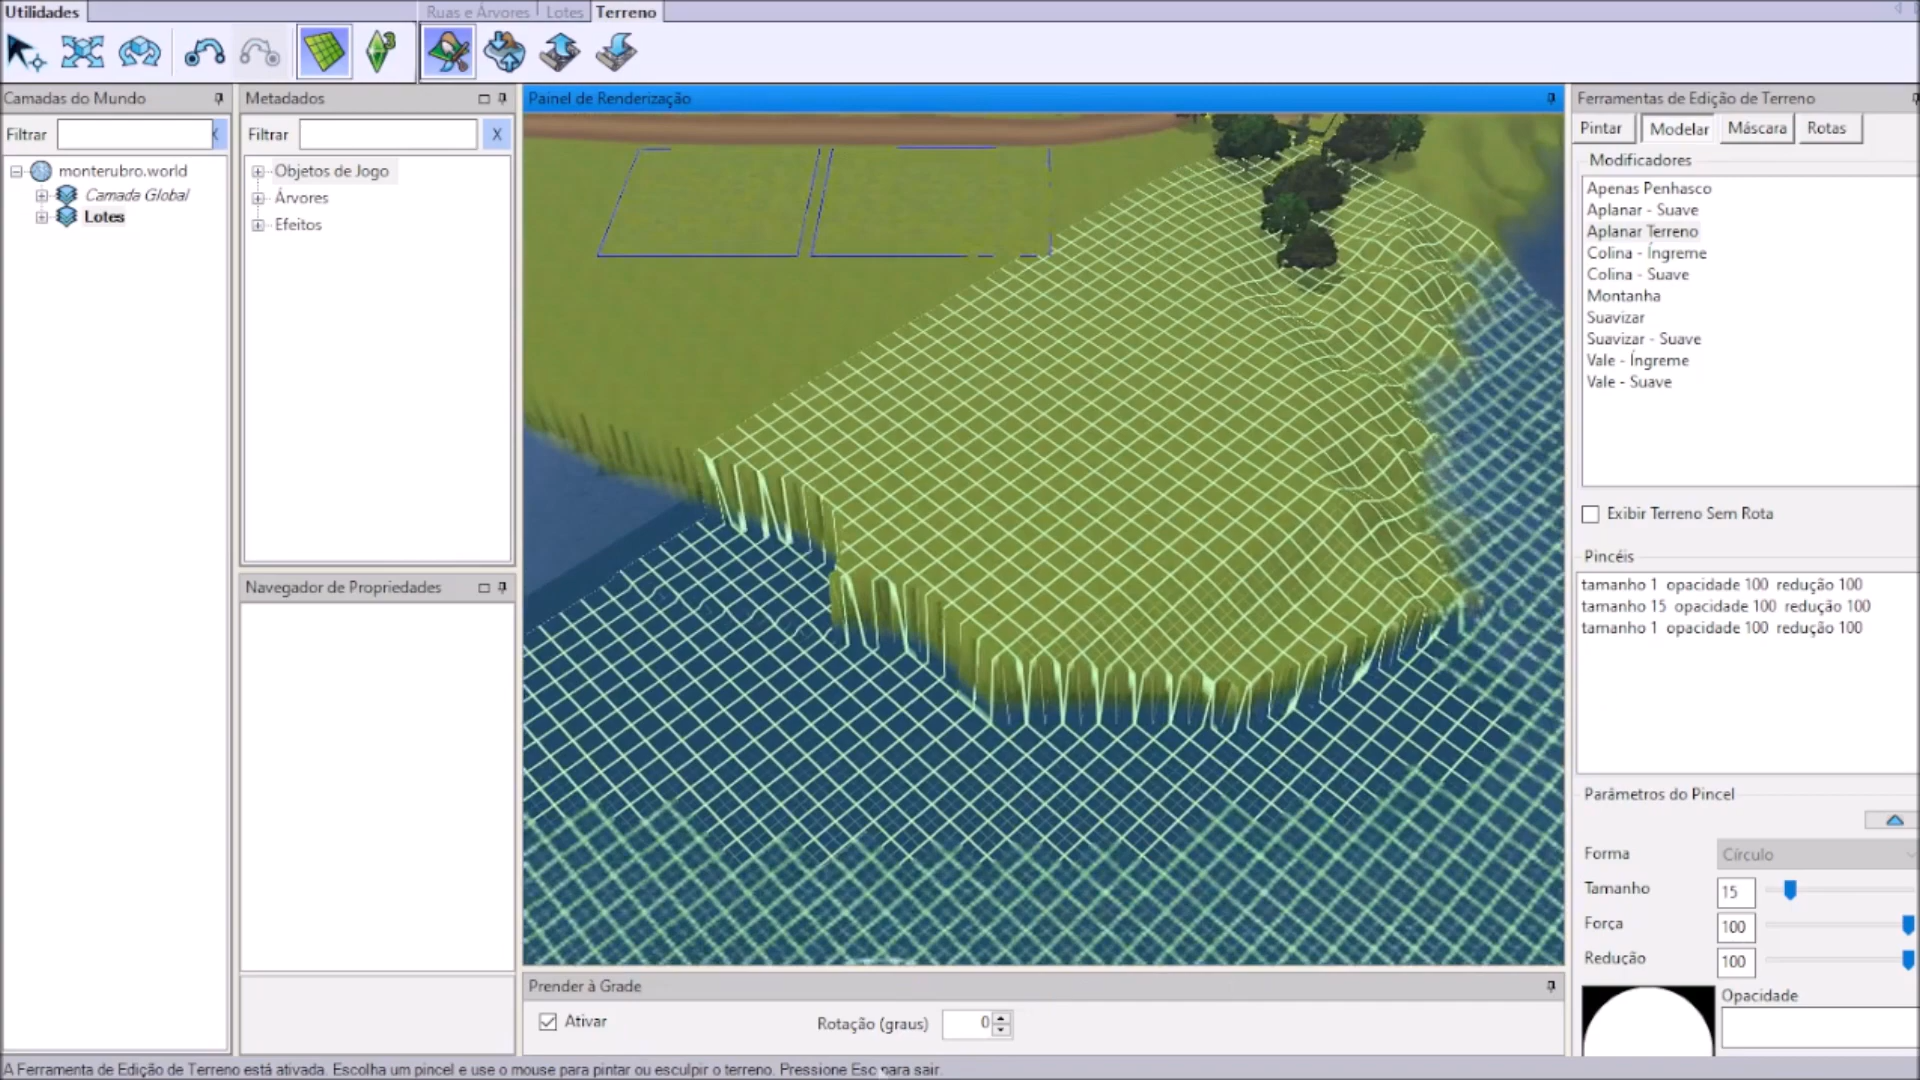 Utilidades
Ruas e Árvores
Lotes
Terreno
3
Camadas do Mundo
Filtrar
monterubro.world
Camada Global
Lotes
Metadados
Filtrar
X
Objetos de Jogo
Árvores
Efeitos
Navegador de Propriedades
Painel de Renderização
Prender à Grade
Ativar
Rotação (graus)
0
Ferramentas de Edição de Terreno
Pintar
Modelar
Máscara
Rotas
Modificadores
Apenas Penhasco
Aplanar - Suave
Aplanar Terreno
Colina - Íngreme
Colina - Suave
Montanha
Suavizar
Suavizar - Suave
Vale - Íngreme
Vale - Suave
Exibir Terreno Sem Rota
Pincéis
tamanho 1 opacidade 100 redução 100
tamanho 15 opacidade 100 redução 100
tamanho 1 opacidade 100 redução 100
Parâmetros do Pincel
Forma
Círculo
Tamanho
15
Força
100
Redução
100
Opacidade
A Ferramenta de Edição de Terreno está ativada. Escolha um pincel e use o mouse para pintar ou esculpir o terreno. Pressione Esc para sair.